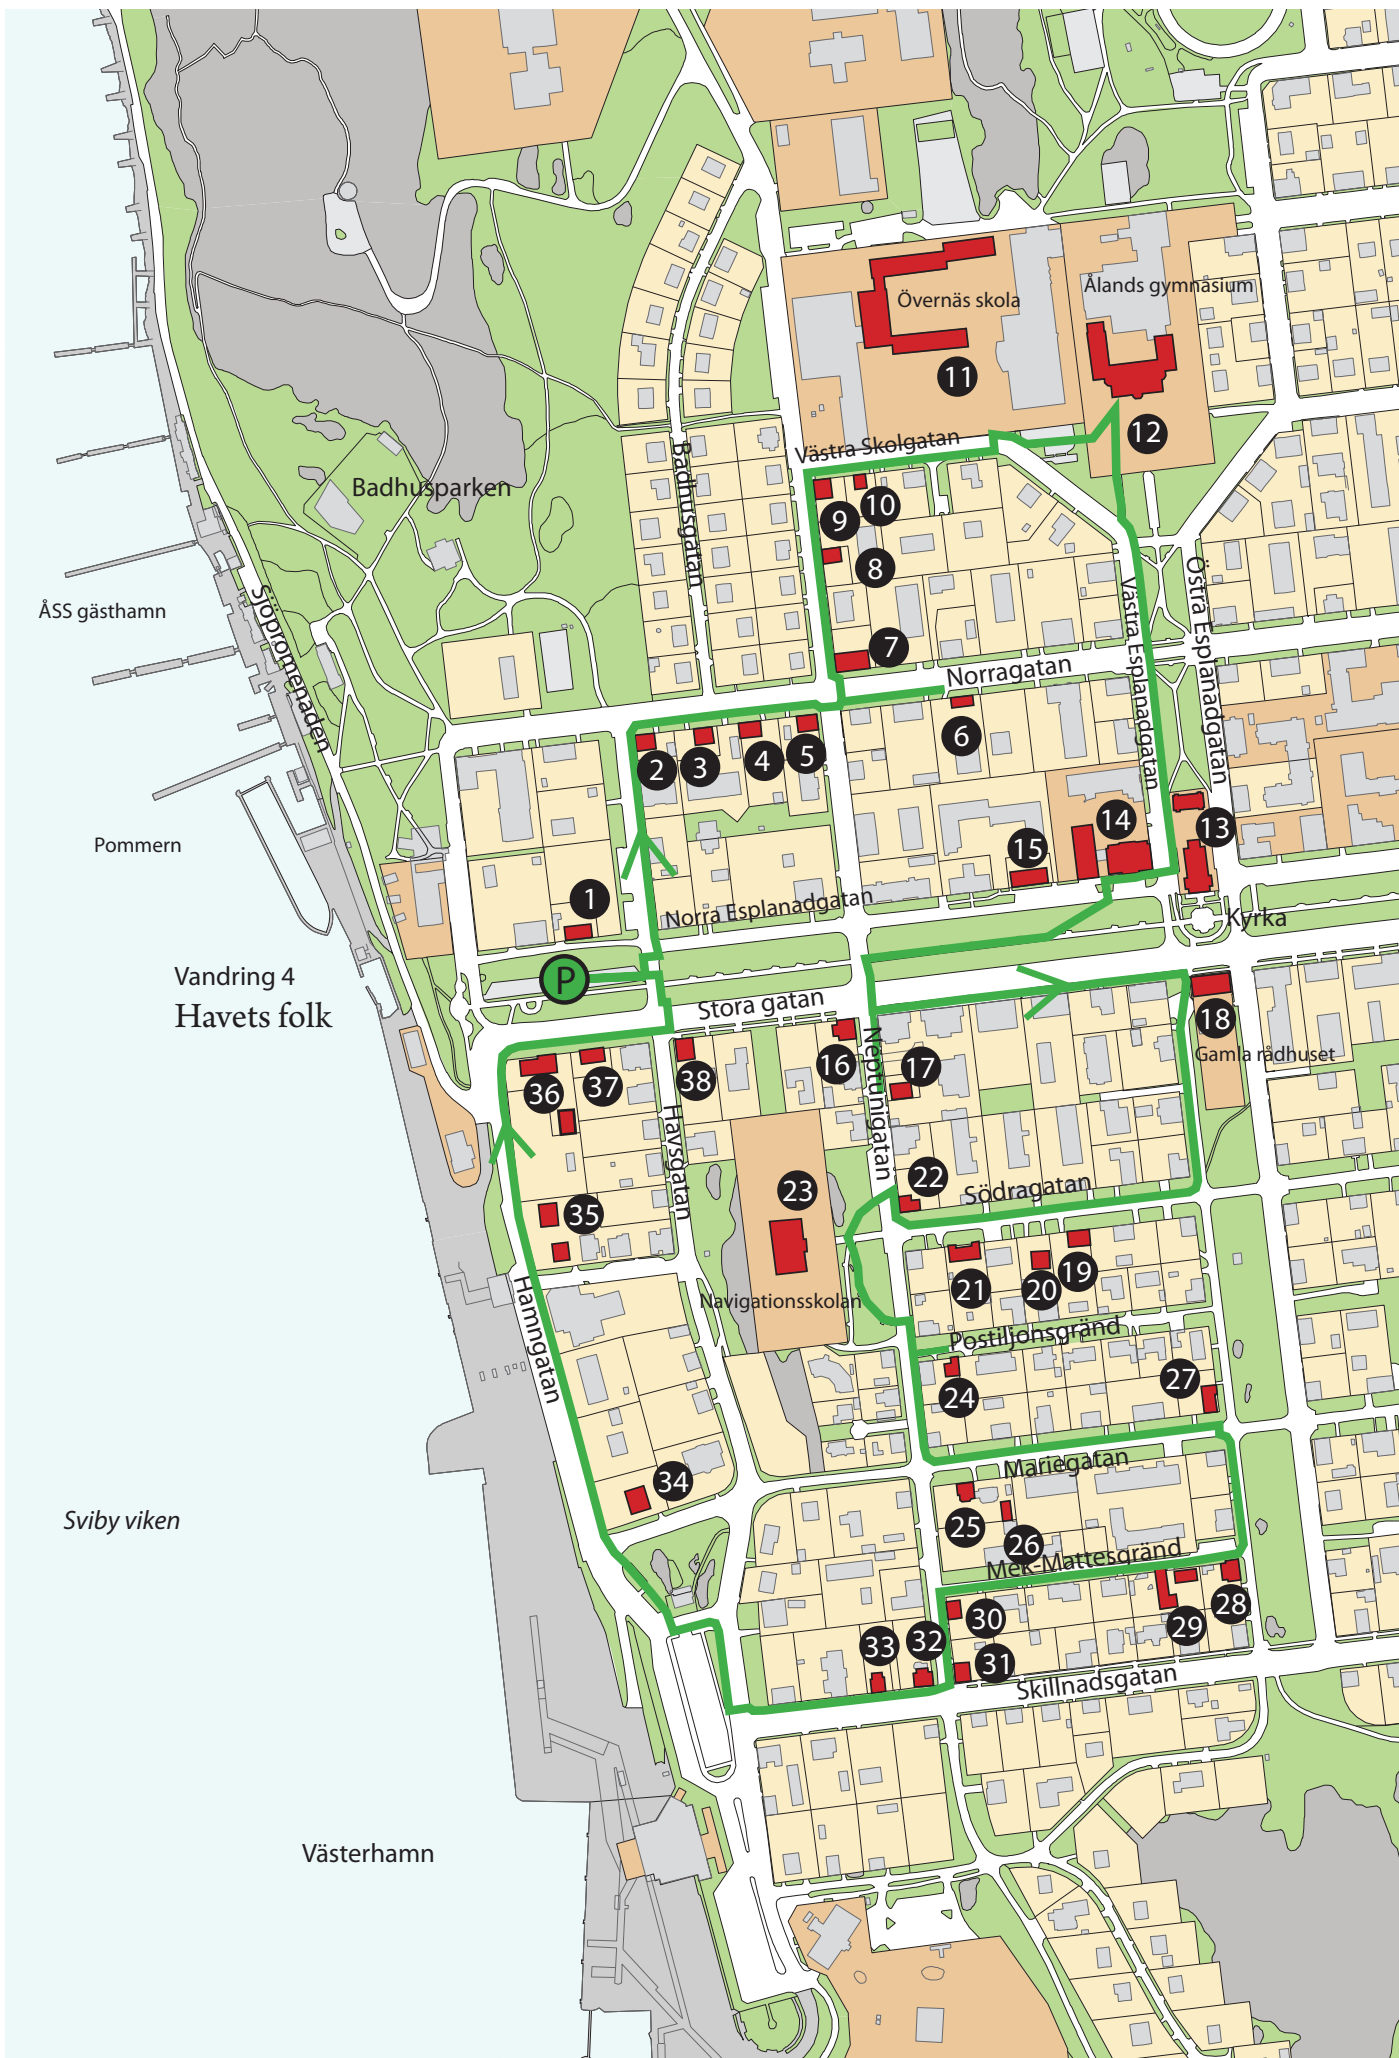 Övernäs skola
Ålands gymnasium
11
12
Västra Skolgatan
Badhusparken
Badhusgatan
9
10
8
ÅSS gästhamn
Sjöpromenaden
Västra Esplanadgatan
Östra Esplanadgatan
7
Norragatan
2
3
4
5
6
Pommern
13
14
15
1
Norra Esplanadgatan
Kyrka
P
Vandring 4
Havets folk
Stora gatan
18
Gamla rådhuset
16
17
Neptunigatan
36
37
38
Havsgatan
22
Södragatan
23
35
21
20
19
Navigationsskolan
Hamngatan
Postiljonsgränd
24
27
Mariegatan
34
Sviby viken
25
26
Mek-Mattesgränd
30
29
28
33
32
31
Skillnadsgatan
Västerhamn